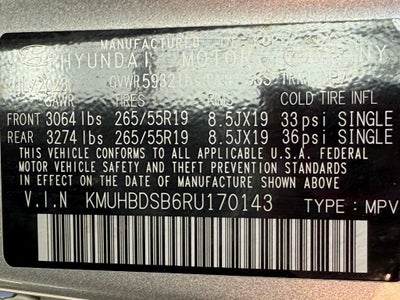 MANUFACTURED
HYUNDAI MOTOR COMPANY
GAWR TIRES RIMS COLD TIRE INFL
FRONT 3064 lbs 265/55R19 8.5JX19 33psi SINGLE
REAR 3274 lbs 265/55R19 8.5JX19 36psi SINGLE
THIS VEHICLE CONFORMS TO ALL APPLICABLE U.S.A. FEDERAL
MOTOR VEHICLE SAFETY AND THEFT PREVENTION STANDARDS
IN EFFECT ON THE DATE OF MANUFACTURE SHOWN ABOVE.
V.I.N KMUHBDSB6RU170143 TYPE: MPV